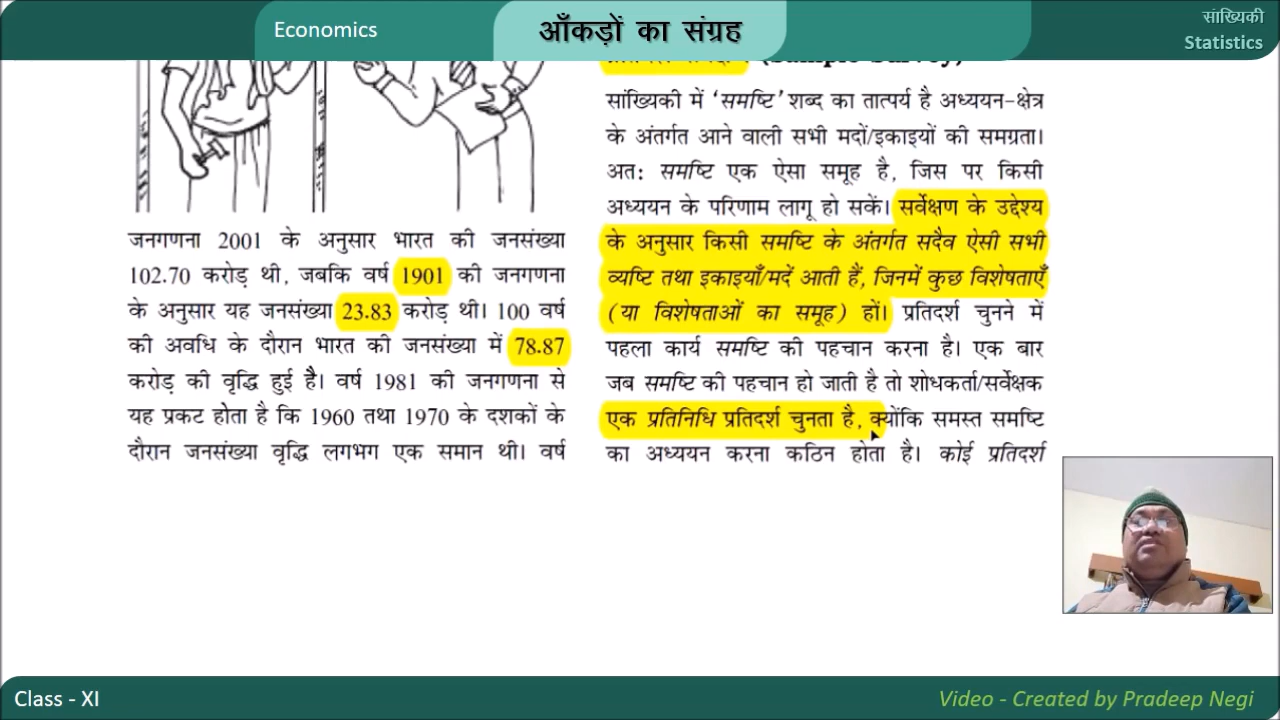 Economics
आँकड़ों का संग्रह
सांख्यिकी
Statistics
जनगणना 2001 के अनुसार भारत की जनसंख्या
102.70 करोड़ थी, जबकि वर्ष 1901 की जनगणना
के अनुसार यह जनसंख्या 23.83 करोड़ थी। 100 वर्ष
की अवधि के दौरान भारत की जनसंख्या में 78.87
करोड़ की वृद्धि हुई है। वर्ष 1981 की जनगणना से
यह प्रकट होता है कि 1960 तथा 1970 के दशकों के
दौरान जनसंख्या वृद्धि लगभग एक समान थी। वर्ष
(Sample Survey)
सांख्यिकी में ‘समष्टि’ शब्द का तात्पर्य है अध्ययन-क्षेत्र
के अंतर्गत आने वाली सभी मदों/इकाइयों की समग्रता।
अतः समष्टि एक ऐसा समूह है, जिस पर किसी
अध्ययन के परिणाम लागू हो सकें। सर्वेक्षण के उद्देश्य
के अनुसार किसी समष्टि के अंतर्गत सदैव ऐसी सभी
व्यष्टि तथा इकाइयाँ/मदें आती हैं, जिनमें कुछ विशेषताएँ
(या विशेषताओं का समूह) हों। प्रतिदर्श चुनने में
पहला कार्य समष्टि की पहचान करना है। एक बार
जब समष्टि की पहचान हो जाती है तो शोधकर्ता/सर्वेक्षक
एक प्रतिनिधि प्रतिदर्श चुनता है, क्योंकि समस्त समष्टि
का अध्ययन करना कठिन होता है। कोई प्रतिदर्श
Class - XI
Video - Created by Pradeep Negi